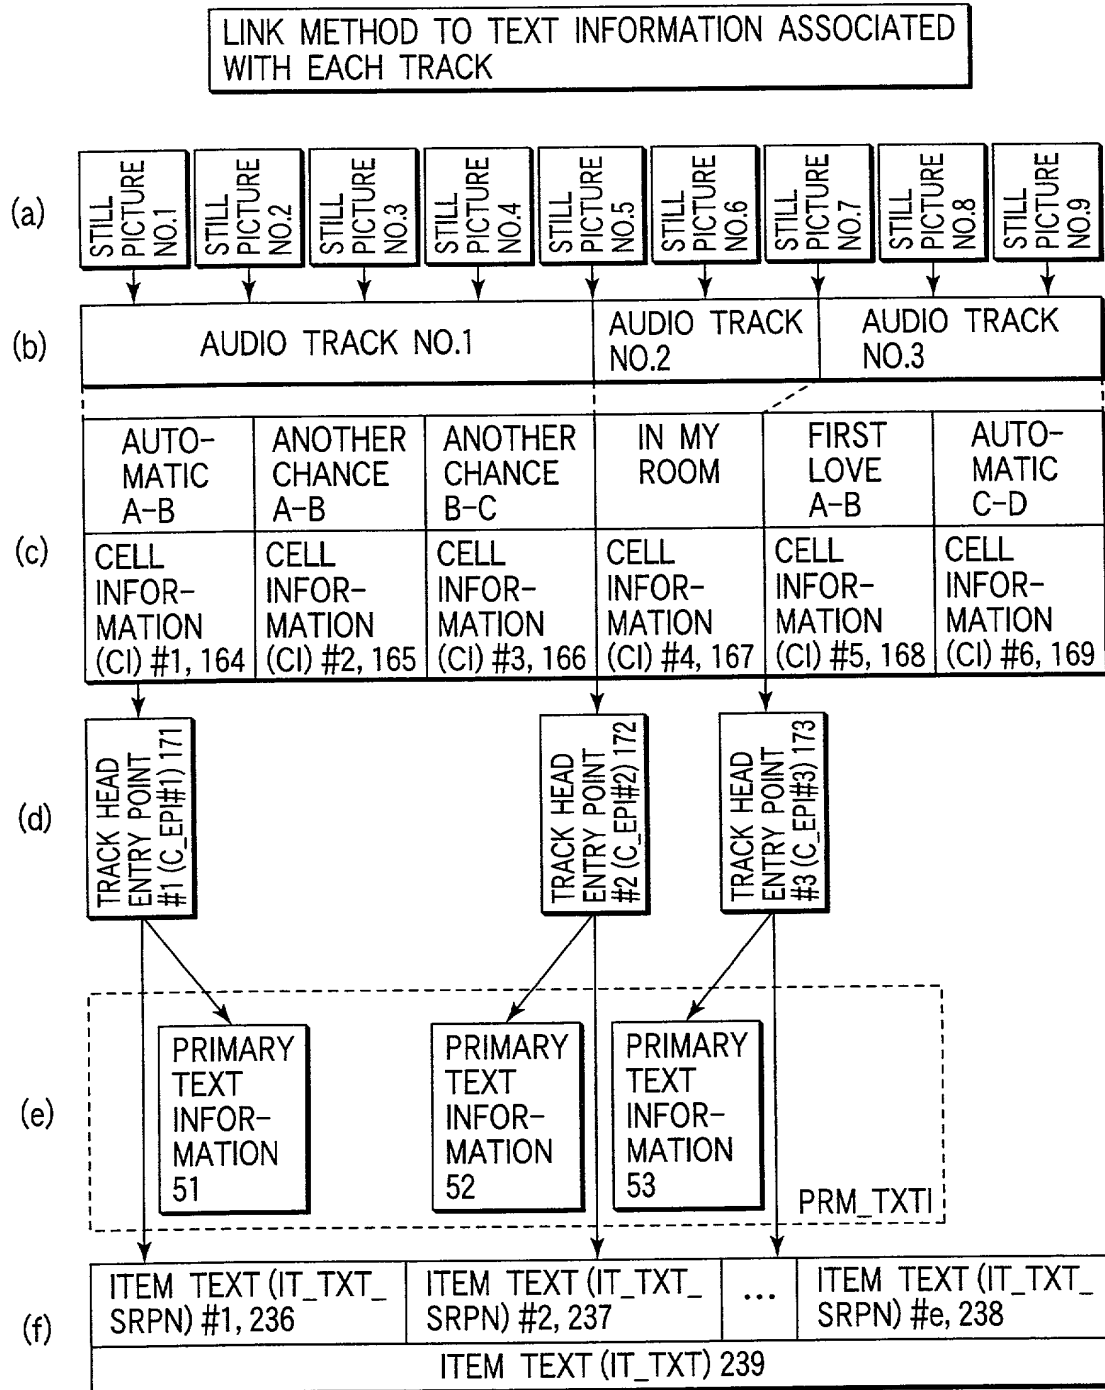 LINK METHOD TO TEXT INFORMATION ASSOCIATED
WITH EACH TRACK
(a)
STILL
PICTURE
NO.1
STILL
PICTURE
NO.2
STILL
PICTURE
NO.3
STILL
PICTURE
NO.4
STILL
PICTURE
NO.5
STILL
PICTURE
NO.6
STILL
PICTURE
NO.7
STILL
PICTURE
NO.8
STILL
PICTURE
NO.9
(b)
AUDIO TRACK NO.1
AUDIO TRACK
NO.2
AUDIO TRACK
NO.3
(c)
AUTO-
MATIC
A-B
ANOTHER
CHANCE
A-B
ANOTHER
CHANCE
B-C
IN MY
ROOM
FIRST
LOVE
A-B
AUTO-
MATIC
C-D
CELL
INFOR-
MATION
(CI) #1, 164
CELL
INFOR-
MATION
(CI) #2, 165
CELL
INFOR-
MATION
(CI) #3, 166
CELL
INFOR-
MATION
(CI) #4, 167
CELL
INFOR-
MATION
(CI) #5, 168
CELL
INFOR-
MATION
(CI) #6, 169
(d)
TRACK HEAD
ENTRY POINT
#1 (C_EPI#1) 171
TRACK HEAD
ENTRY POINT
#2 (C_EPI#2) 172
TRACK HEAD
ENTRY POINT
#3 (C_EPI#3) 173
(e)
PRIMARY
TEXT
INFOR-
MATION
51
PRIMARY
TEXT
INFOR-
MATION
52
PRIMARY
TEXT
INFOR-
MATION
53
PRM_TXTI
(f)
ITEM TEXT (IT_TXT_
SRPN) #1, 236
ITEM TEXT (IT_TXT_
SRPN) #2, 237
...
ITEM TEXT (IT_TXT_
SRPN) #e, 238
ITEM TEXT (IT_TXT) 239